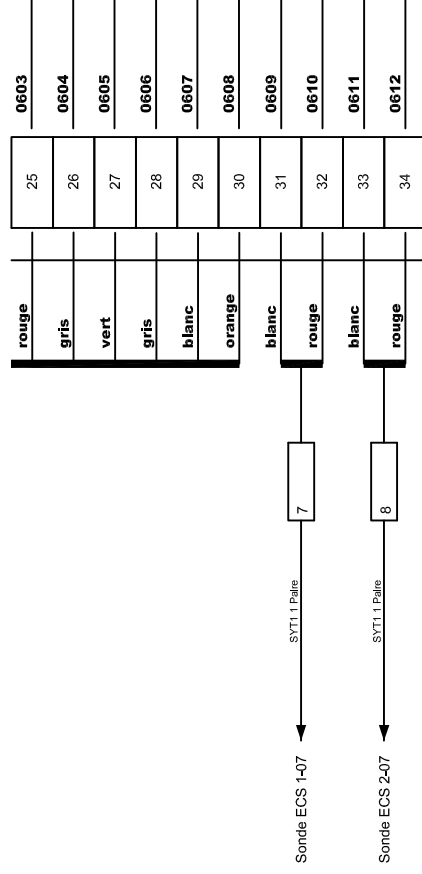 0603
0604
0605
0606
0607
0608
0609
0610
0611
0612
25
26
27
28
29
30
31
32
33
34
rouge
gris
vert
gris
blanc
orange
blanc
rouge
blanc
rouge
7
8
SYT1 1 Paire
SYT1 1 Paire
Sonde ECS 1-07
Sonde ECS 2-07